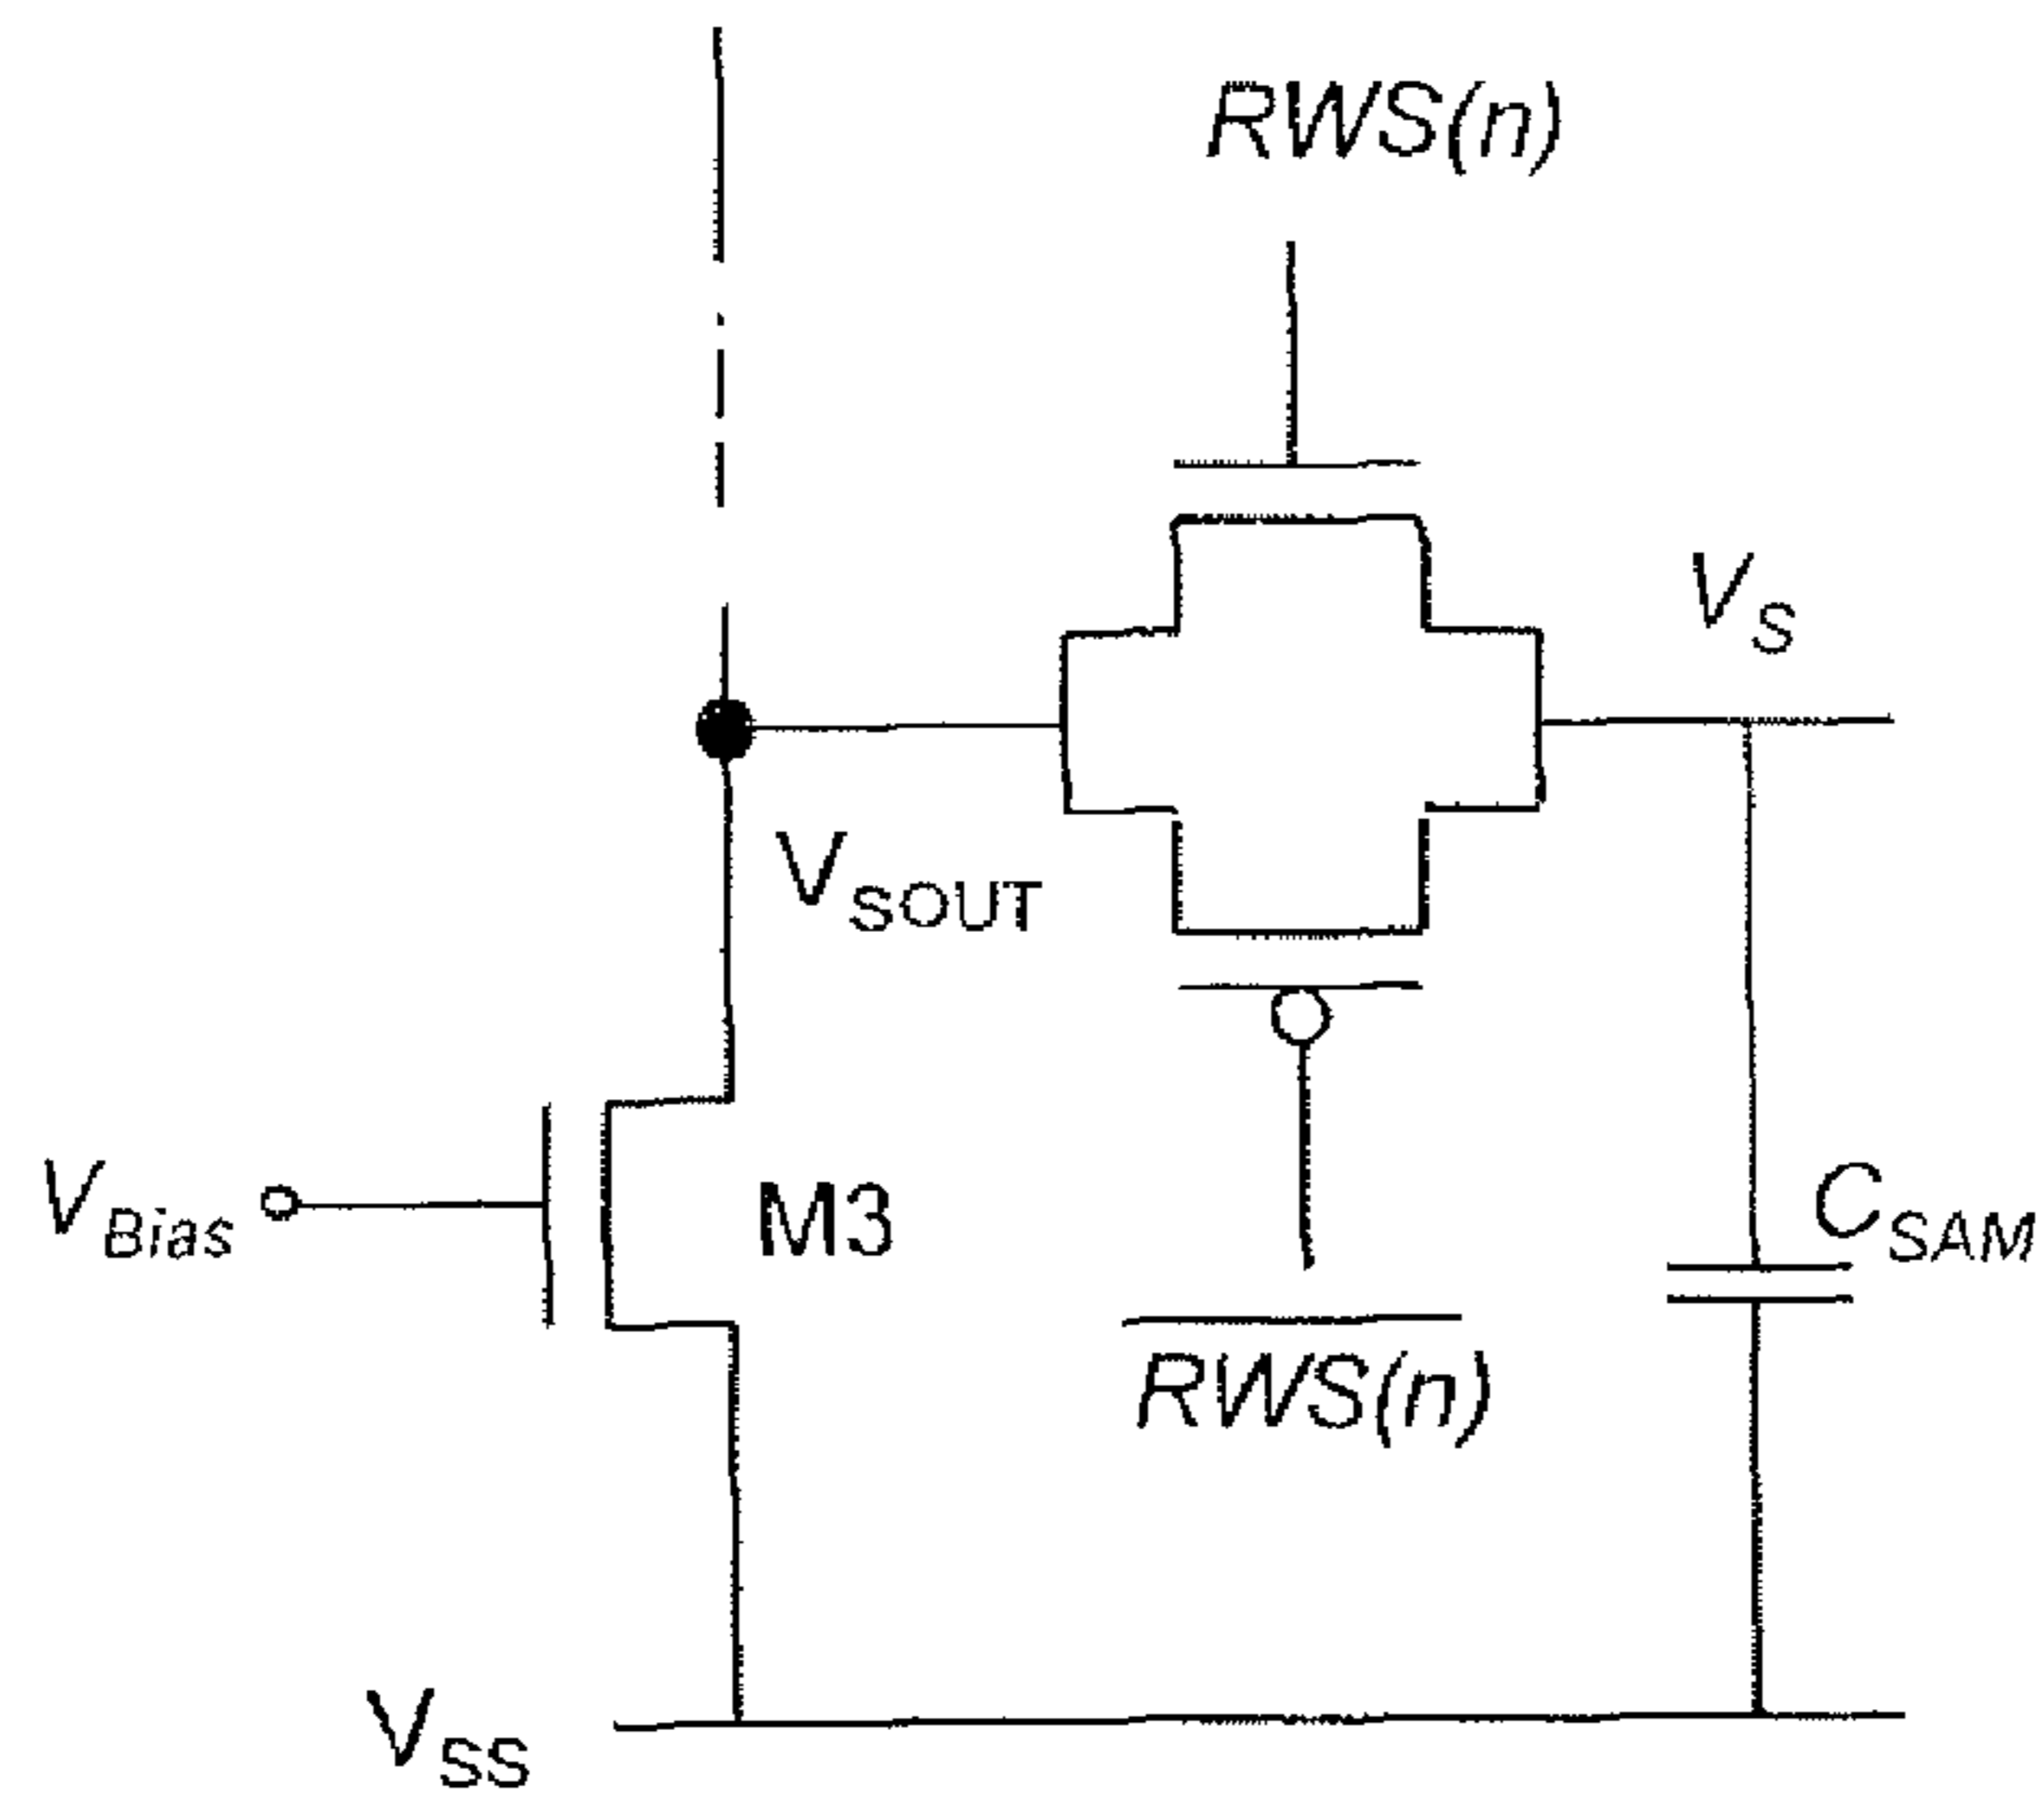 RWS(n)
V_S
V_SOUT
V_Bias
M3
C_SAM
RWS(n)
V_SS